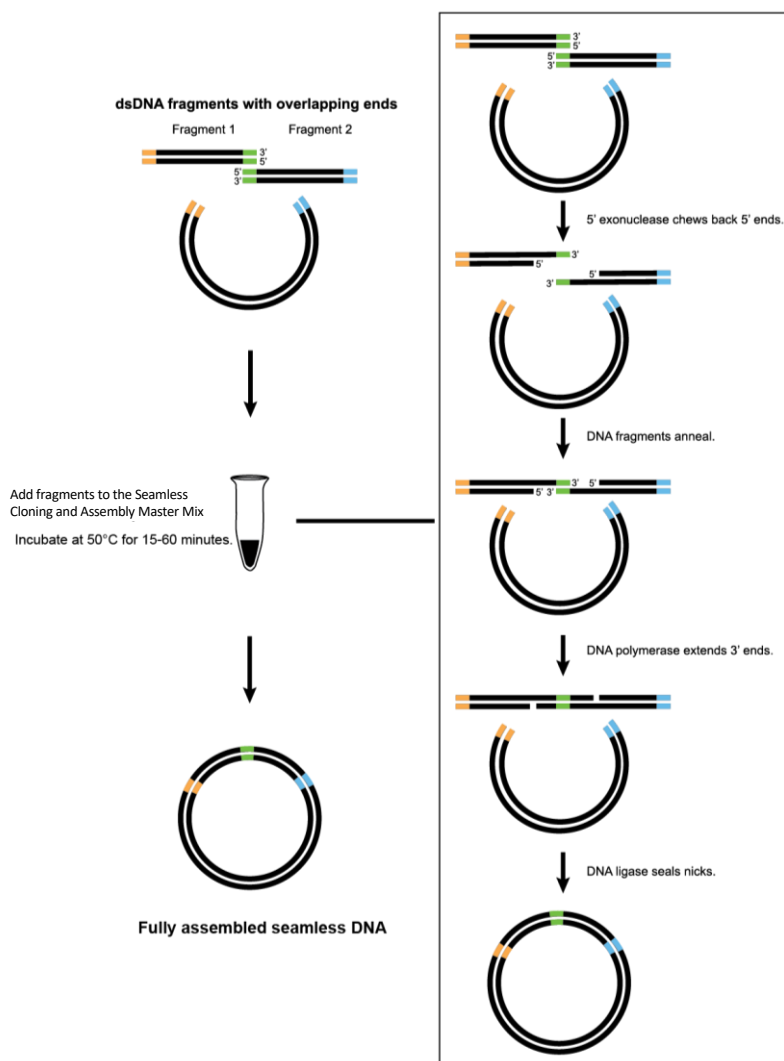 dsDNA fragments with overlapping ends
Fragment 1 Fragment 2
3’
5’
5’
3’
Add fragments to the Seamless
Cloning and Assembly Master Mix
Incubate at 50°C for 15-60 minutes.
Fully assembled seamless DNA
3’
5’
5’
3’
5’ exonuclease chews back 5’ ends.
3’
5’
5’
3’
DNA fragments anneal.
3’ 5’
5’ 3’
DNA polymerase extends 3’ ends.
DNA ligase seals nicks.